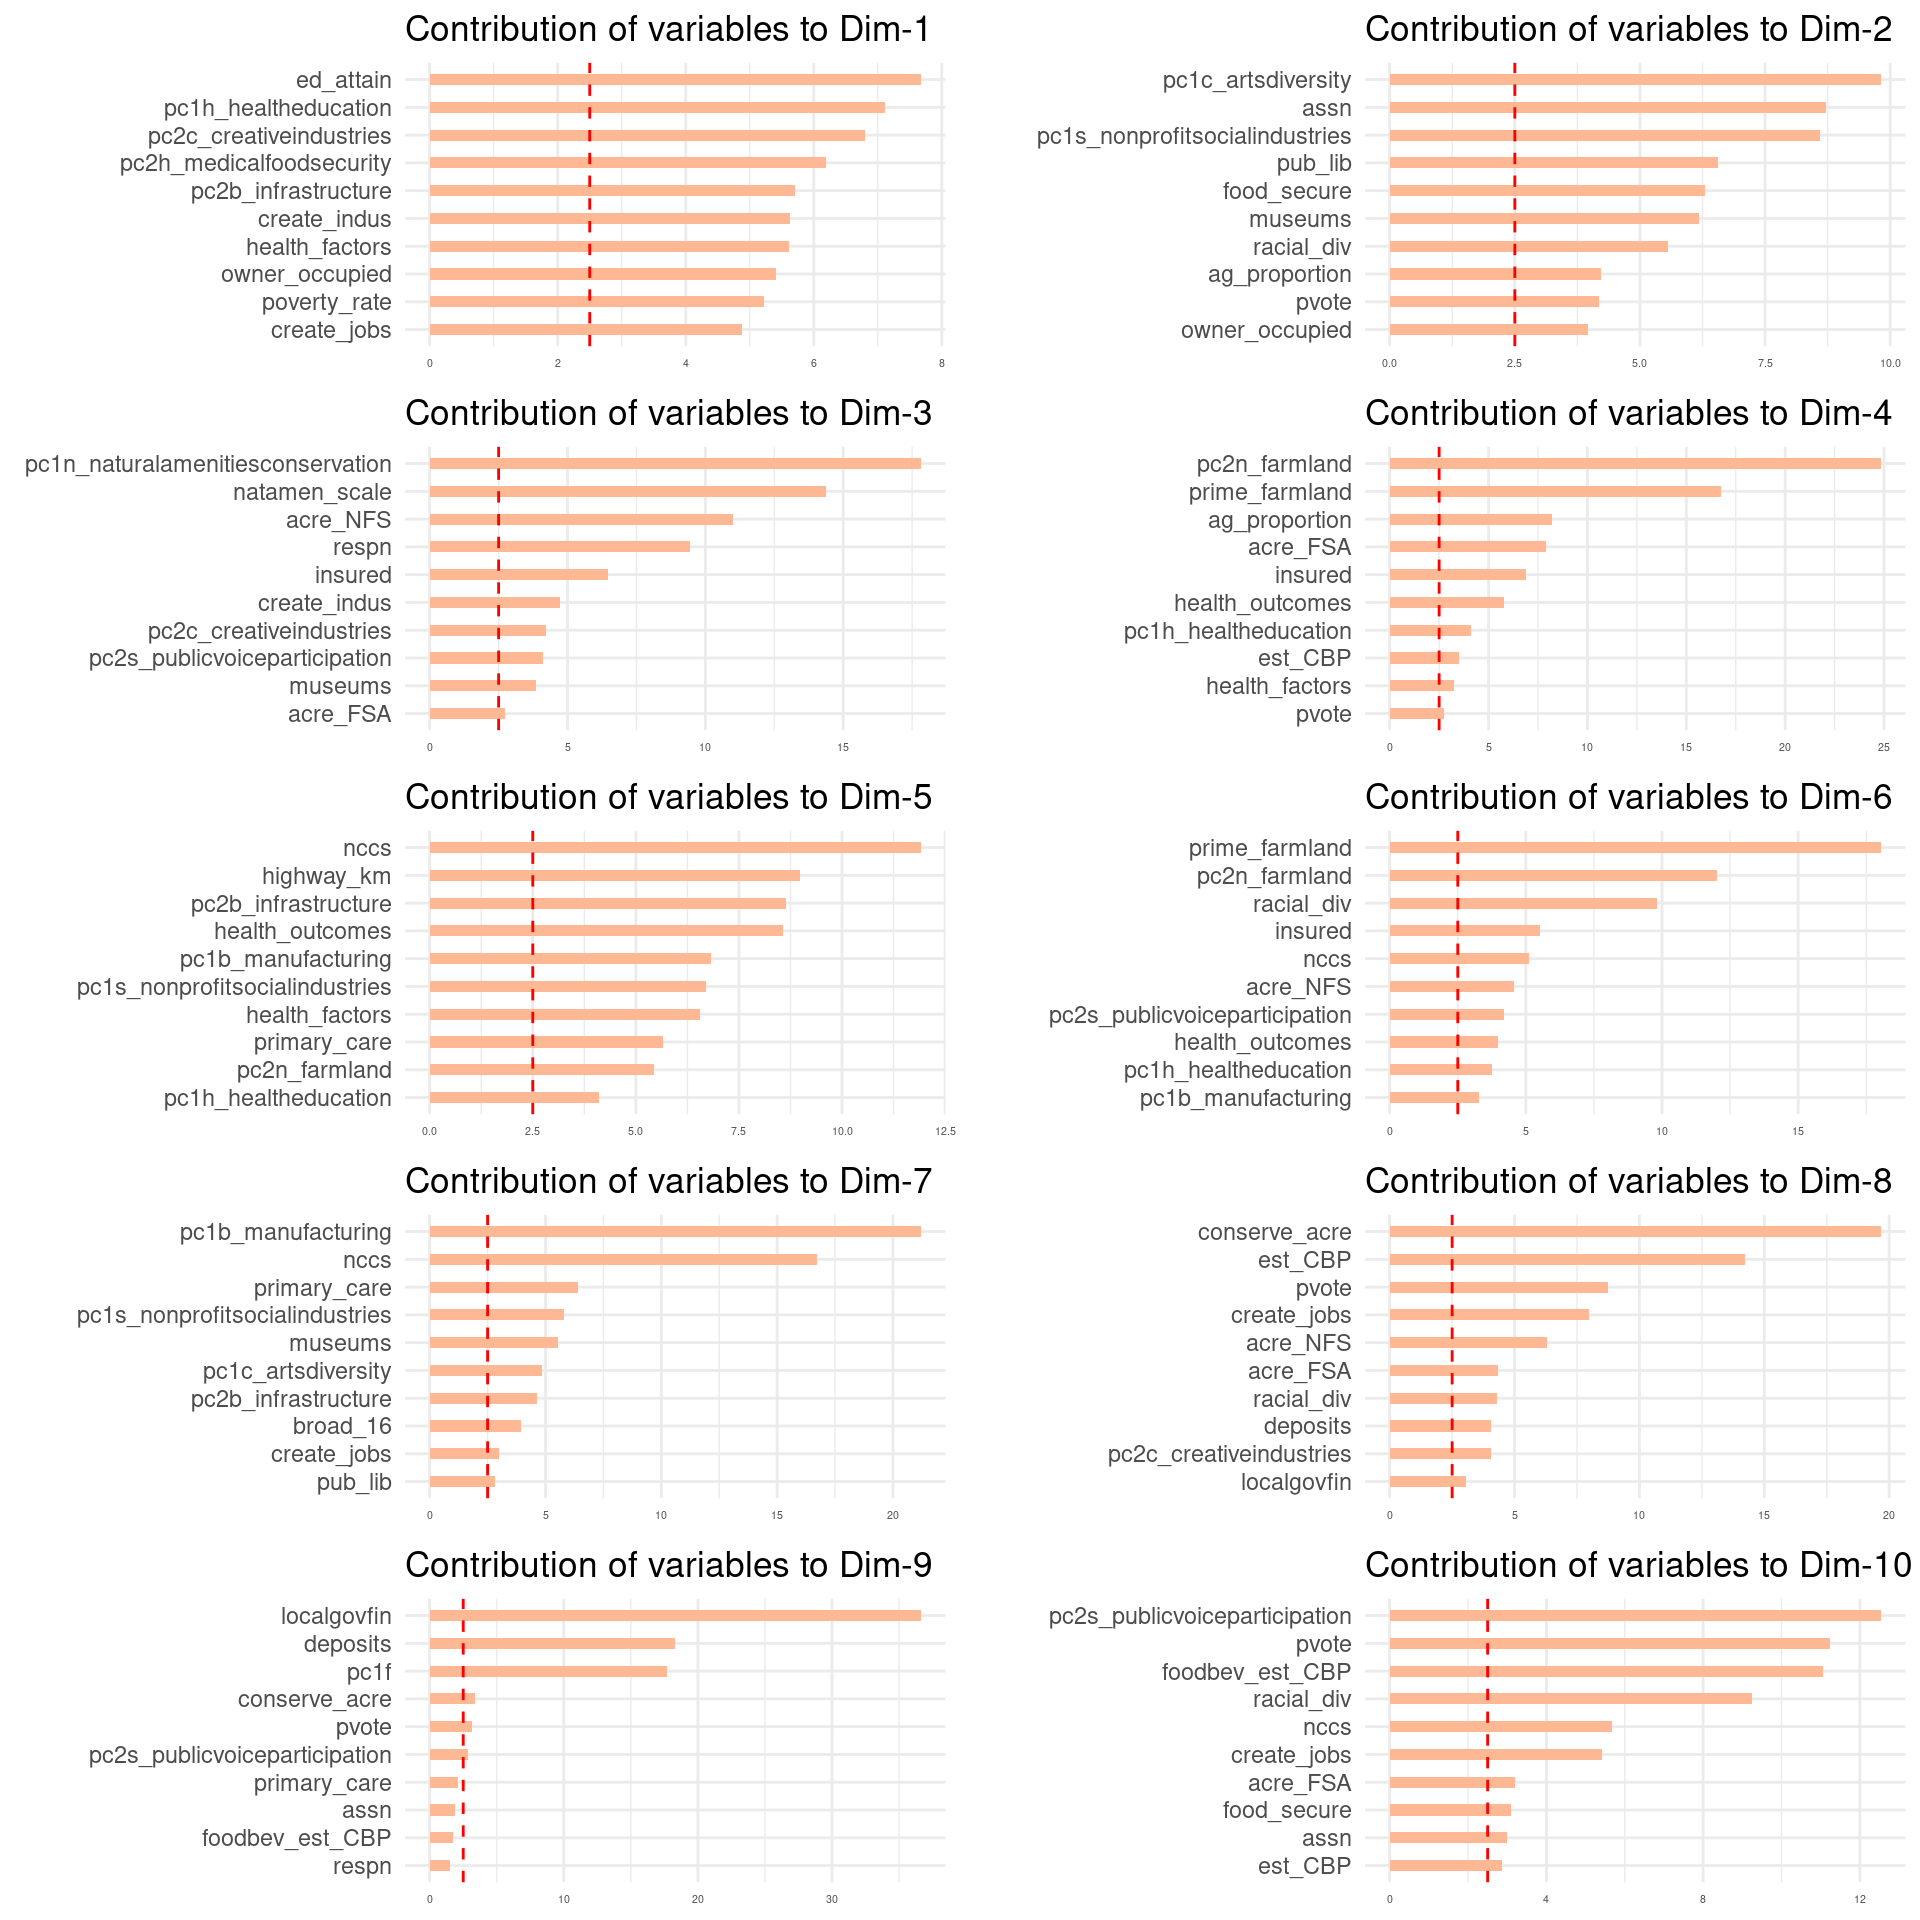 Contribution of variables to Dim-1
ed_attain
pc1h_healtheducation
pc2c_creativeindustries
pc2h_medicalfoodsecurity
pc2b_infrastructure
create_indus
health_factors
owner_occupied
poverty_rate
create_jobs
0 2 4 6 8
Contribution of variables to Dim-2
pc1c_artsdiversity
assn
pc1s_nonprofitsocialindustries
pub_lib
food_secure
museums
racial_div
ag_proportion
pvote
owner_occupied
0.0 2.5 5.0 7.5 10.0
Contribution of variables to Dim-3
pc1n_naturalamenitiesconservation
natamen_scale
acre_NFS
respn
insured
create_indus
pc2c_creativeindustries
pc2s_publicvoiceparticipation
museums
acre_FSA
0 5 10 15
Contribution of variables to Dim-4
pc2n_farmland
prime_farmland
ag_proportion
acre_FSA
insured
health_outcomes
pc1h_healtheducation
est_CBP
health_factors
pvote
0 5 10 15 20 25
Contribution of variables to Dim-5
nccs
highway_km
pc2b_infrastructure
health_outcomes
pc1b_manufacturing
pc1s_nonprofitsocialindustries
health_factors
primary_care
pc2n_farmland
pc1h_healtheducation
0.0 2.5 5.0 7.5 10.0 12.5
Contribution of variables to Dim-6
prime_farmland
pc2n_farmland
racial_div
insured
nccs
acre_NFS
pc2s_publicvoiceparticipation
health_outcomes
pc1h_healtheducation
pc1b_manufacturing
0 5 10 15
Contribution of variables to Dim-7
pc1b_manufacturing
nccs
primary_care
pc1s_nonprofitsocialindustries
museums
pc1c_artsdiversity
pc2b_infrastructure
broad_16
create_jobs
pub_lib
0 5 10 15 20
Contribution of variables to Dim-8
conserve_acre
est_CBP
pvote
create_jobs
acre_NFS
acre_FSA
racial_div
deposits
pc2c_creativeindustries
localgovfin
0 5 10 15 20
Contribution of variables to Dim-9
localgovfin
deposits
pc1f
conserve_acre
pvote
pc2s_publicvoiceparticipation
primary_care
assn
foodbev_est_CBP
respn
0 10 20 30
Contribution of variables to Dim-10
pc2s_publicvoiceparticipation
pvote
foodbev_est_CBP
racial_div
nccs
create_jobs
acre_FSA
food_secure
assn
est_CBP
0 4 8 12